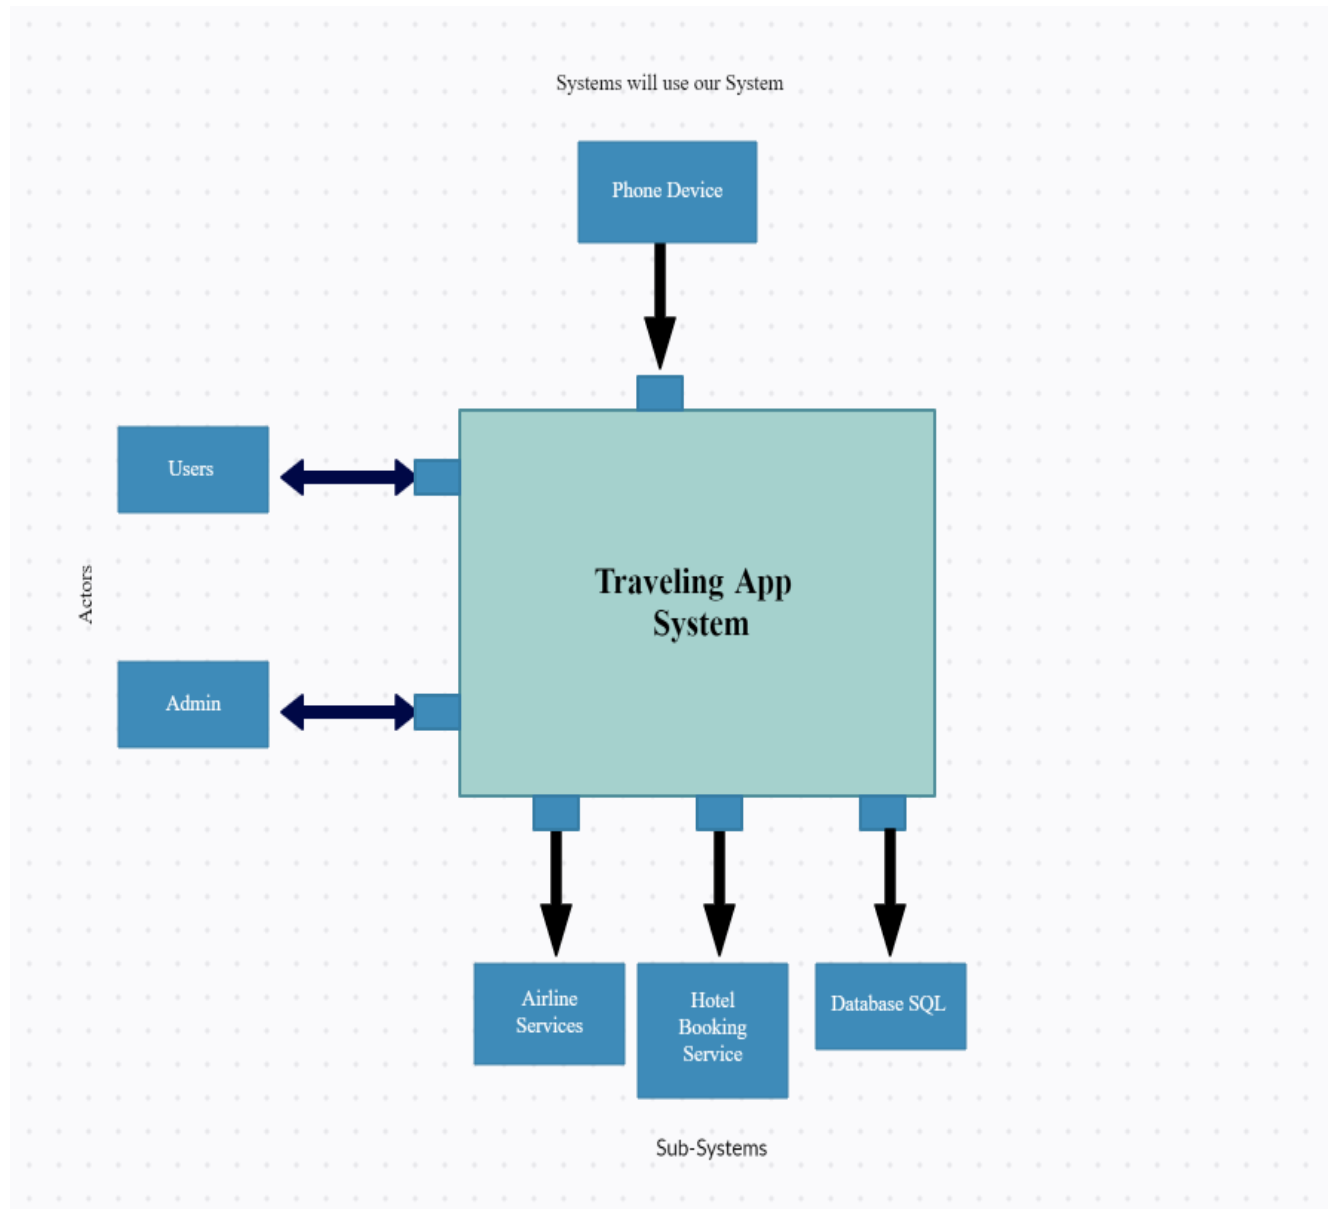 Systems will use our System
Phone Device
Users
Actors
Traveling App
System
Admin
Airline
Services
Hotel
Booking
Service
Database SQL
Sub-Systems